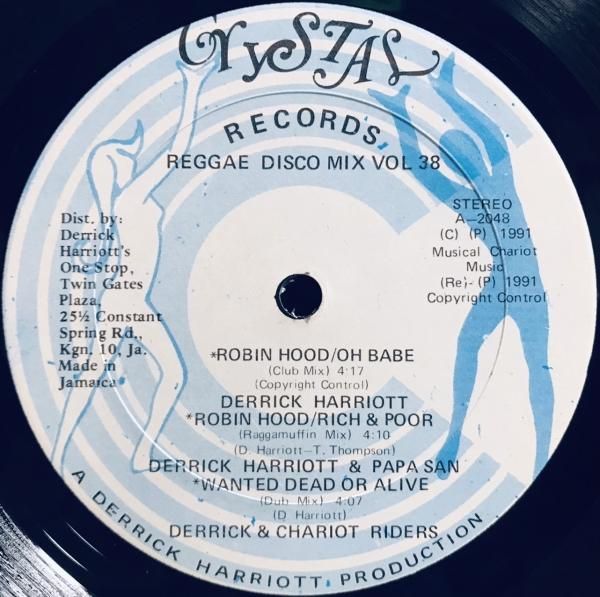 CRYSTAL
RECORDS
REGGAE DISCO MIX VOL 38
Dist. by:
Derrick
Harriott's
One Stop,
Twin Gates
Plaza,
25½ Constant
Spring Rd.,
Kgn. 10, Ja.
Made in
Jamaica
STEREO
A-2048
(C) (P) 1991
Musical Chariot
Music
(Re)- (P) 1991
Copyright Control
*ROBIN HOOD/OH BABE
(Club Mix) 4:17
(Copyright Control)
DERRICK HARRIOTT
*ROBIN HOOD/RICH & POOR
(Raggamuffin Mix) 4:10
(D. Harriott-T. Thompson)
DERRICK HARRIOTT & PAPA SAN
*WANTED DEAD OR ALIVE
(Dub Mix) 4:07
(D Harriott)
DERRICK & CHARIOT RIDERS
A DERRICK HARRIOTT PRODUCTION